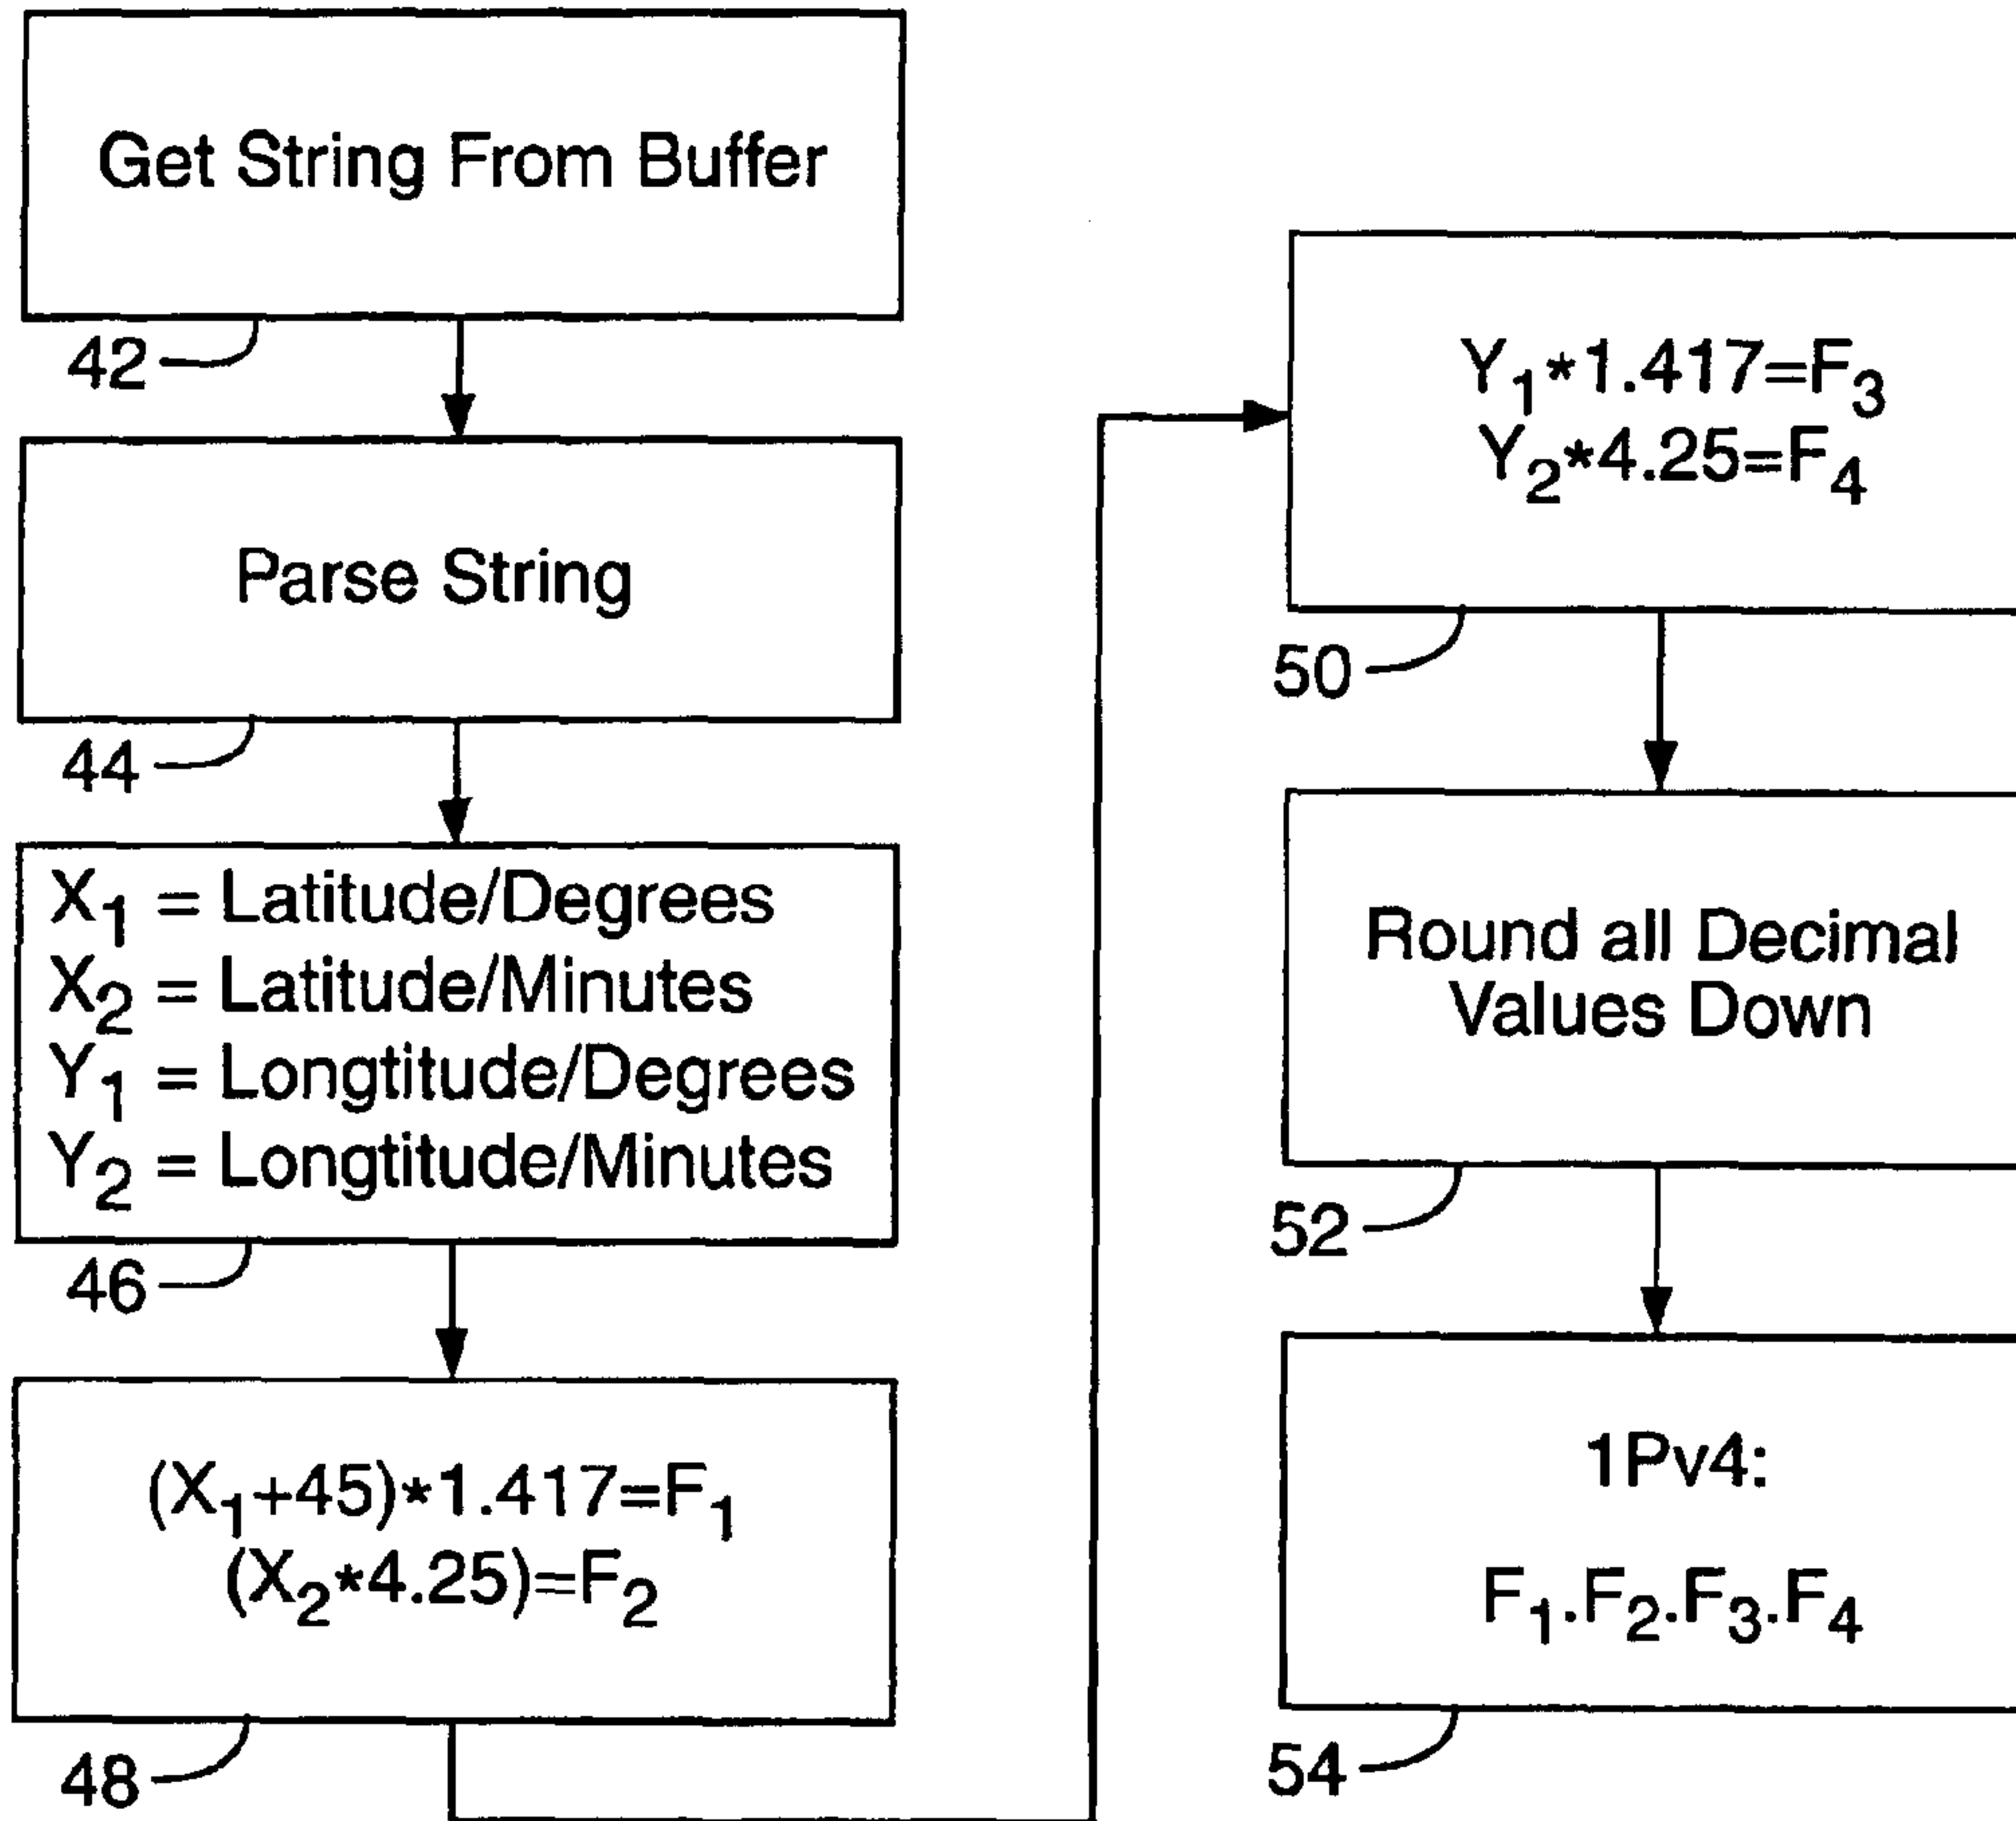 Get String From Buffer
42
Parse String
44
X₁ = Latitude/Degrees
X₂ = Latitude/Minutes
Y₁ = Longtitude/Degrees
Y₂ = Longtitude/Minutes
46
(X₁+45)*1.417=F₁
(X₂*4.25)=F₂
48
Y₁*1.417=F₃
Y₂*4.25=F₄
50
Round all Decimal
Values Down
52
1Pv4:
F₁.F₂.F₃.F₄
54